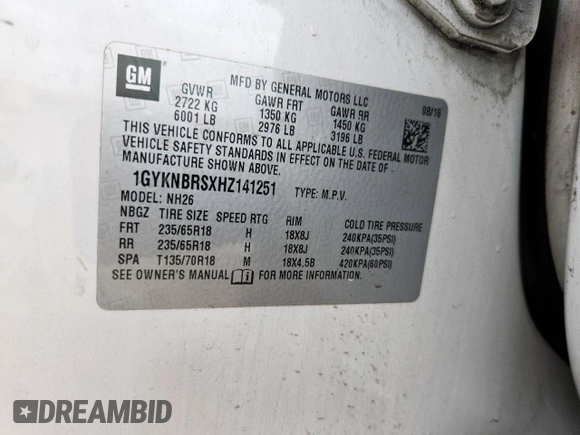 GM
MFD BY GENERAL MOTORS LLC
08/16
GVWR GAWR FRT GAWR RR
2722 KG 1350 KG 1450 KG
6001 LB 2976 LB 3196 LB
THIS VEHICLE CONFORMS TO ALL APPLICABLE U.S. FEDERAL MOTOR
VEHICLE SAFETY STANDARDS IN EFFECT ON THE DATE OF
MANUFACTURE SHOWN ABOVE.
1GYKNBRSXHZ141251 TYPE: M.P.V.
MODEL: NH26
NBGZ TIRE SIZE SPEED RTG RIM COLD TIRE PRESSURE
FRT 235/65R18 H 18X8J 240KPA(35PSI)
RR 235/65R18 H 18X8J 240KPA(35PSI)
SPA T135/70R18 M 18X4.5B 420KPA(60PSI)
SEE OWNER'S MANUAL FOR MORE INFORMATION.
DREAMBID